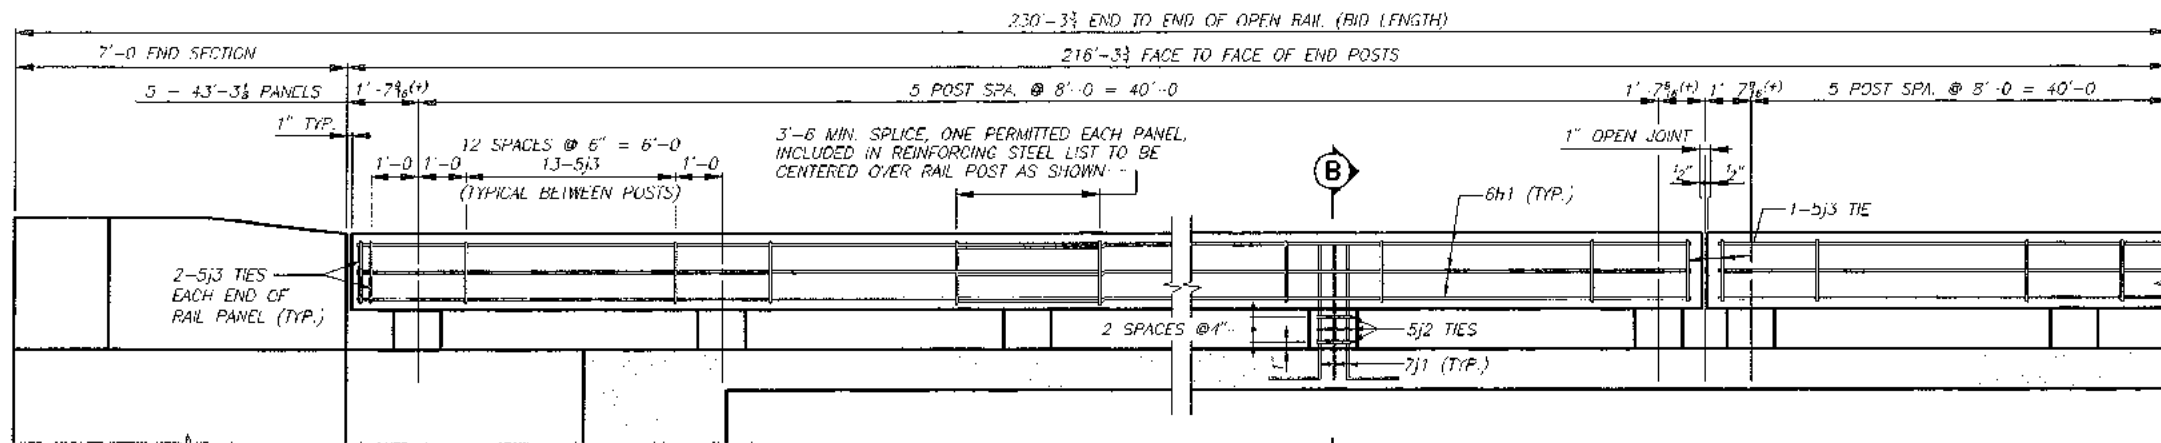 230'-3¾ END TO END OF OPEN RAIL (BID LENGTH)
7'-0 END SECTION
216'-3¾ FACE TO FACE OF END POSTS
5 - 43'-3⅛ PANELS
1'-7⁹⁄₁₆(+)
5 POST SPA. @ 8'-0 = 40'-0
1'-7⁹⁄₁₆(+)
1'-7⁹⁄₁₆(+)
5 POST SPA. @ 8'-0 = 40'-0
1" TYP.
12 SPACES @ 6" = 6'-0
1'-0
1'-0
13-5j3
1'-0
(TYPICAL BETWEEN POSTS)
3'-6 MIN. SPLICE, ONE PERMITTED EACH PANEL,
INCLUDED IN REINFORCING STEEL LIST TO BE
CENTERED OVER RAIL POST AS SHOWN
B
1" OPEN JOINT
½"
½"
6h1 (TYP.)
1-5j3 TIE
2-5j3 TIES
EACH END OF
RAIL PANEL (TYP.)
2 SPACES @4"
5j2 TIES
7j1 (TYP.)